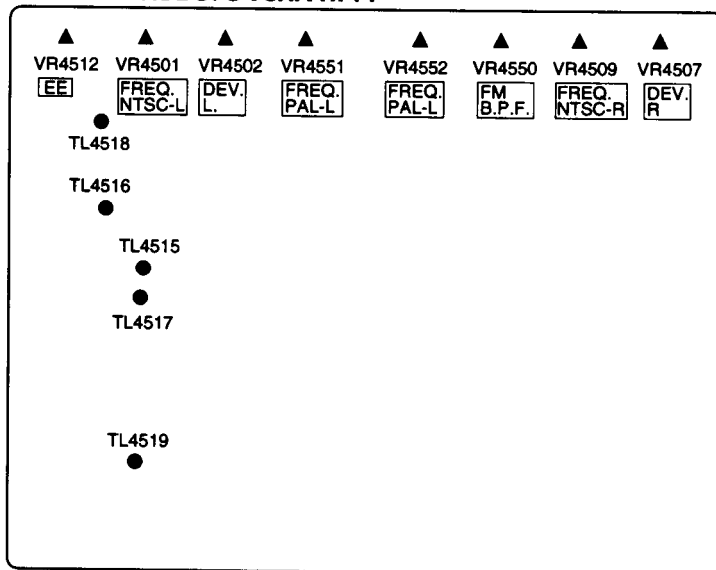 VR4512 VR4501 VR4502 VR4551 VR4552 VR4550 VR4509 VR4507
EE FREQ. DEV. FREQ. FREQ. FM FREQ. DEV.
NTSC-L L. PAL-L PAL-L B.P.F. NTSC-R R
TL4518
TL4516
TL4515
TL4517
TL4519